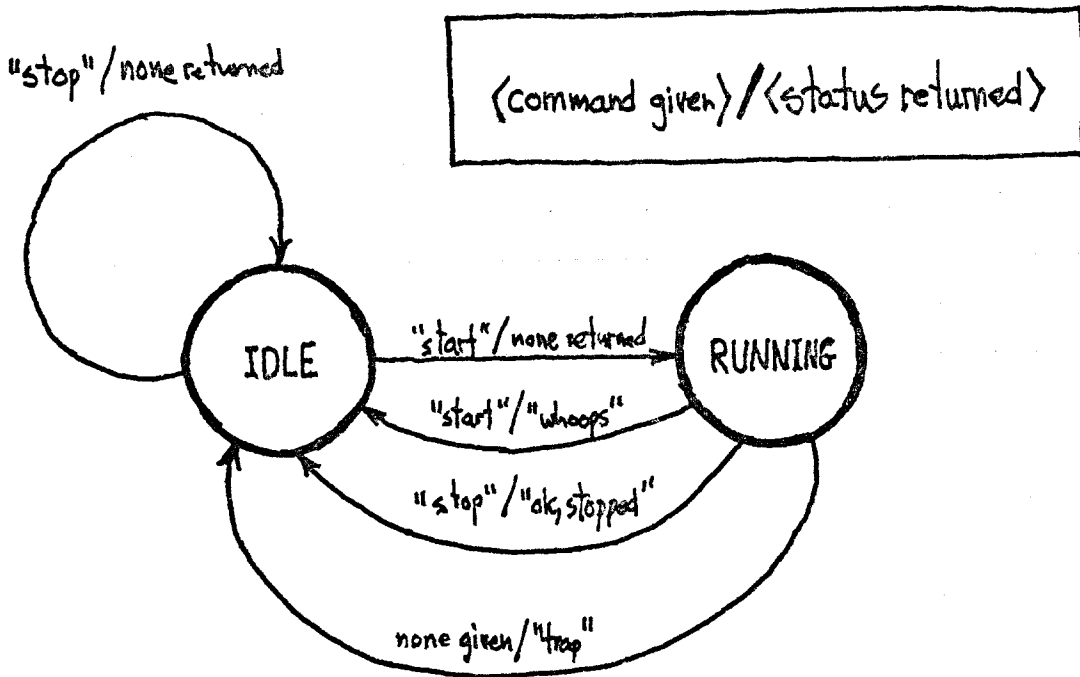 "stop"/none returned
<command given>/<status returned>
IDLE
"start"/none returned
RUNNING
"start"/"whoops"
"stop"/"ok, stopped"
none given/"trap"